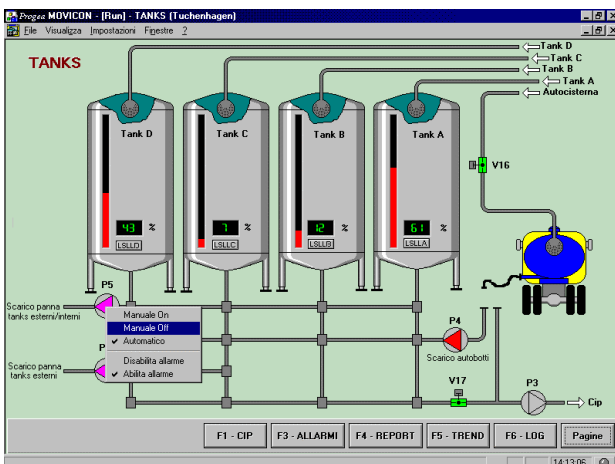 Progea MOVICON - [Run] - TANKS (Tuchenhagen)
File Visualizza Impostazioni Finestre ?
TANKS
Tank D
Tank C
Tank B
Tank A
Autocisterna
Tank D Tank C Tank B Tank A
V16
43 % 7 % 12 % 61 %
LSLLD LSLLC LSLLB LSLLA
P5
Scarico panna
tanks esterni/interni
Manuale On
Manuale Off
Automatico
Disabilita allarme
Abilita allarme
P4
Scarico autobotti
P
Scarico panna
tanks esterni
V17
P3
Cip
F1 - CIP F3 - ALLARMI F4 - REPORT F5 - TREND F6 - LOG Pagine
14:13:06